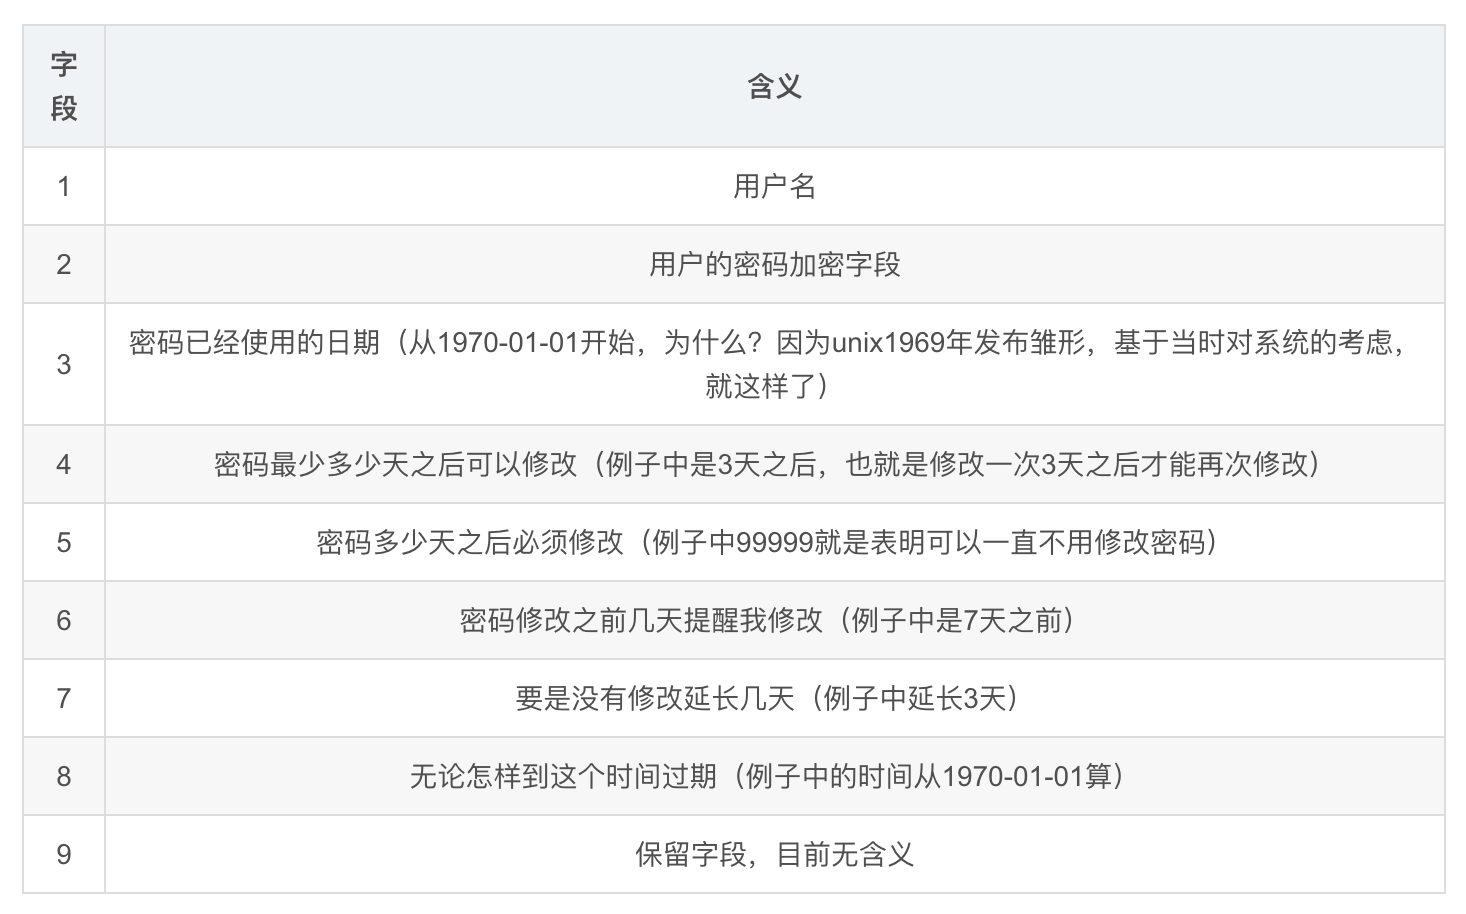 字
段
含义
1
用户名
2
用户的密码加密字段
3
密码已经使用的日期（从1970-01-01开始，为什么？因为unix1969年发布雏形，基于当时对系统的考虑，
就这样了）
4
密码最少多少天之后可以修改（例子中是3天之后，也就是修改一次3天之后才能再次修改）
5
密码多少天之后必须修改（例子中99999就是表明可以一直不用修改密码）
6
密码修改之前几天提醒我修改（例子中是7天之前）
7
要是没有修改延长几天（例子中延长3天）
8
无论怎样到这个时间过期（例子中的时间从1970-01-01算）
9
保留字段，目前无含义